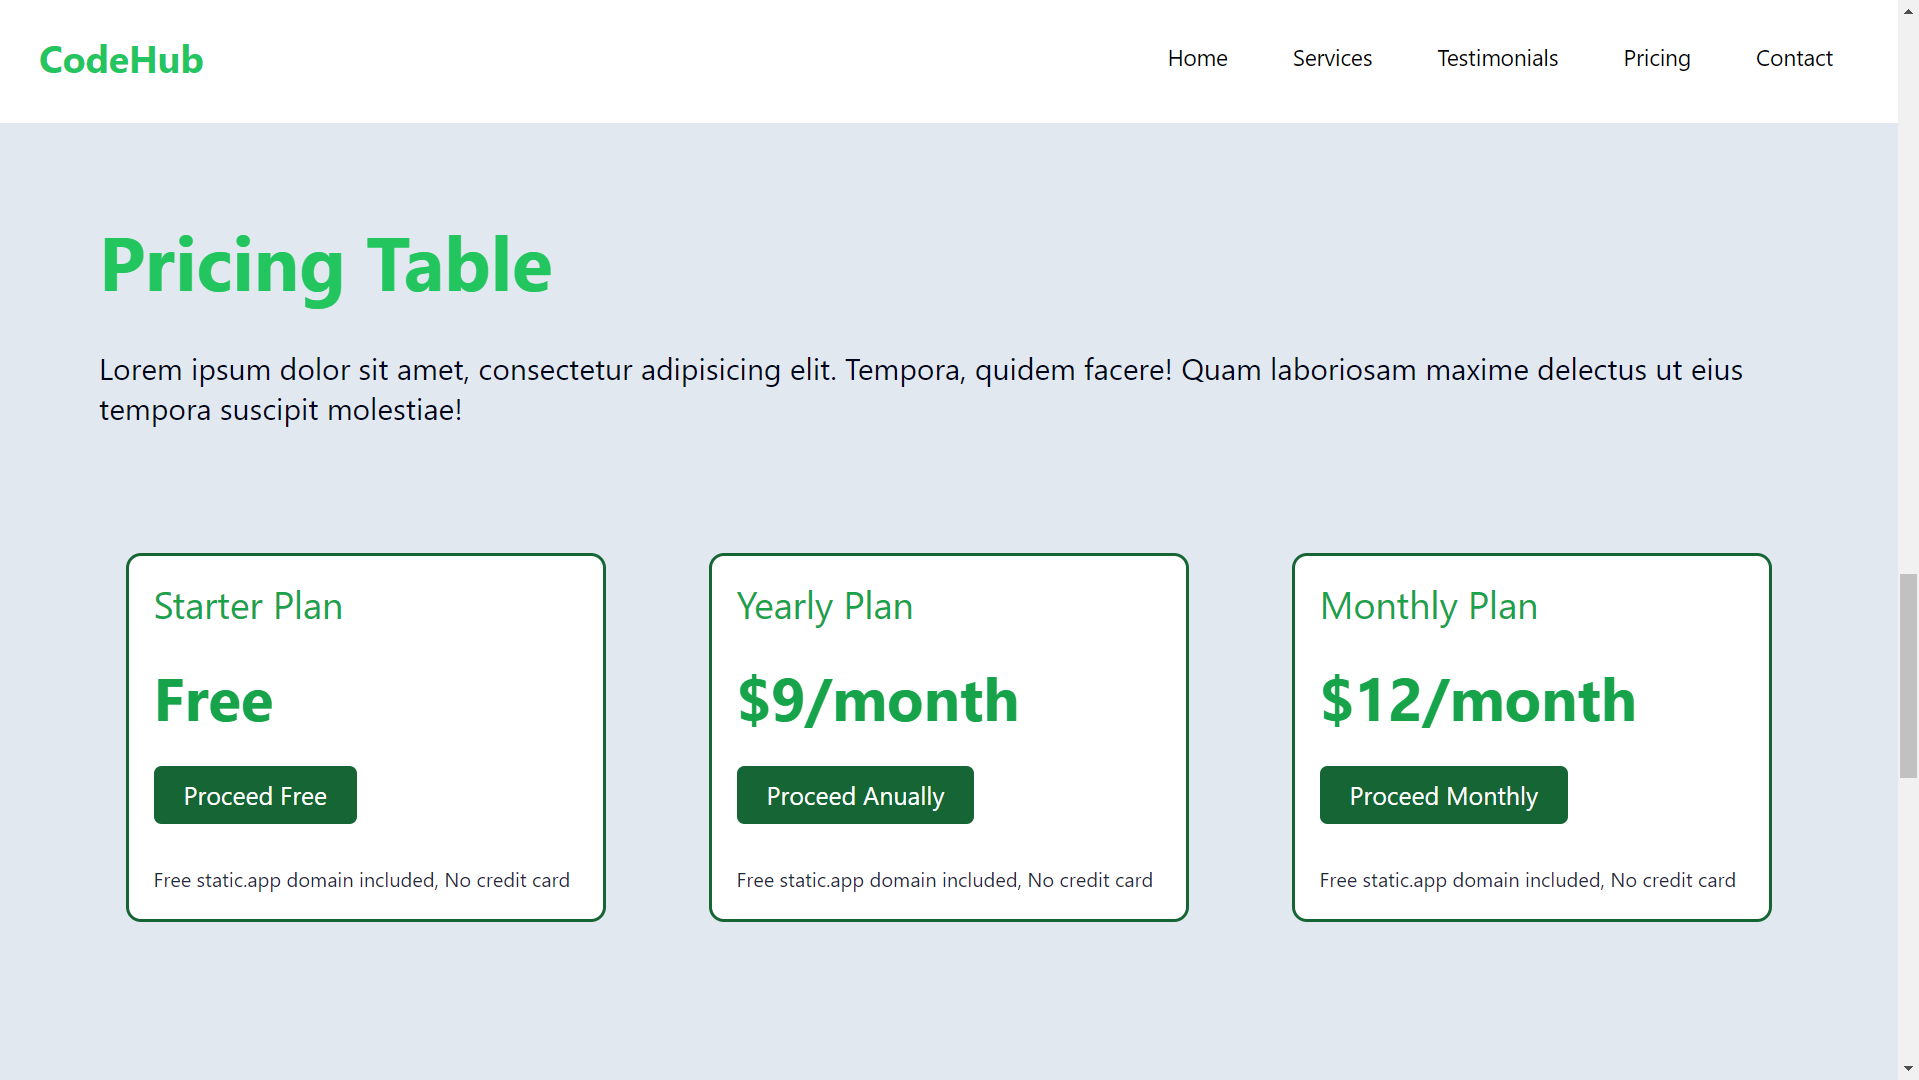 CodeHub
Home Services Testimonials Pricing Contact
Pricing Table
Lorem ipsum dolor sit amet, consectetur adipisicing elit. Tempora, quidem facere! Quam laboriosam maxime delectus ut eius
tempora suscipit molestiae!
Starter Plan
Free
Proceed Free
Free static.app domain included, No credit card
Yearly Plan
$9/month
Proceed Anually
Free static.app domain included, No credit card
Monthly Plan
$12/month
Proceed Monthly
Free static.app domain included, No credit card